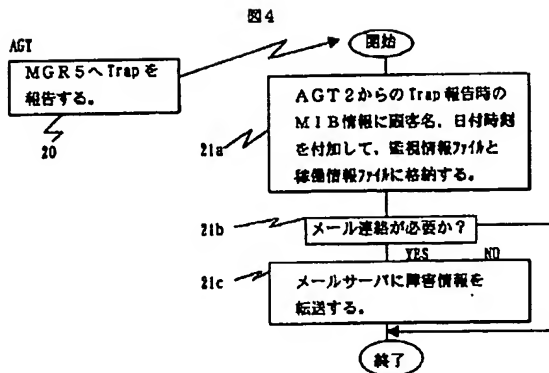 図4
AGT
MGR5へTrapを
報告する。
20
開始
AGT2からのTrap報告時の
MIB情報に顧客名、日付時刻
を付加して、監視情報ファイルと
稼働情報ファイルに格納する。
21a
21b
メール連絡が必要か?
YES NO
21c
メールサーバに障害情報を
転送する。
終了